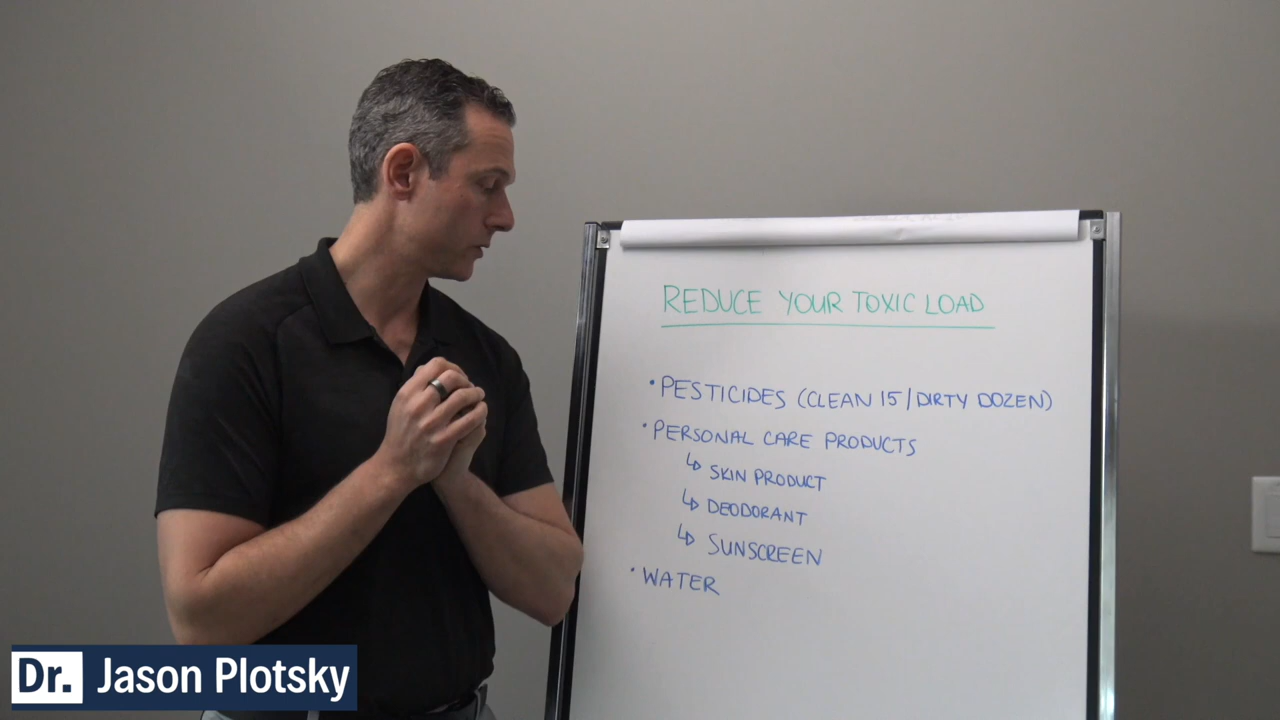 REDUCE YOUR TOXIC LOAD
• PESTICIDES (CLEAN 15/DIRTY DOZEN)
• PERSONAL CARE PRODUCTS
↳ SKIN PRODUCT
↳ DEODORANT
↳ SUNSCREEN
• WATER
Dr. Jason Plotsky